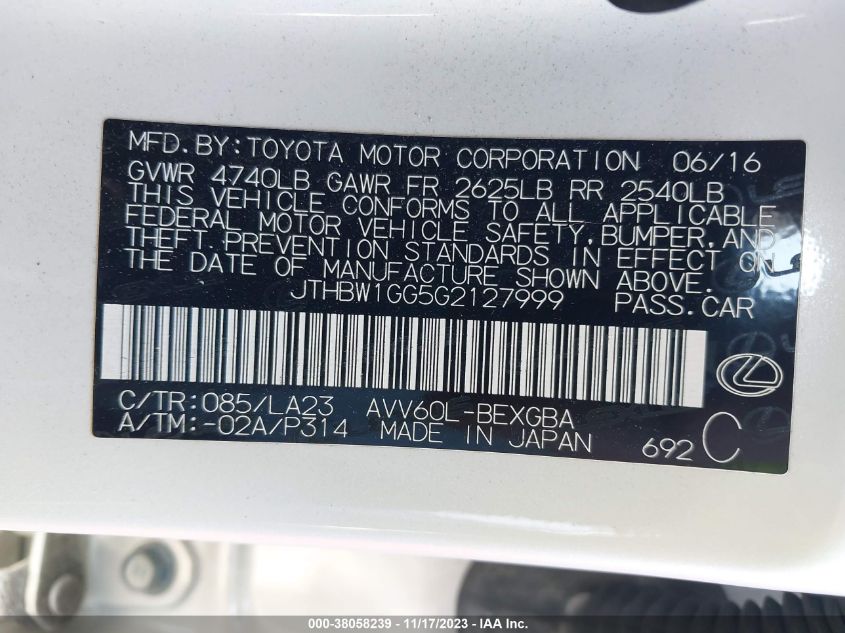 MFD.BY:TOYOTA MOTOR CORPORATION 06/16
GVWR 4740LB GAWR FR 2625LB RR 2540LB
THIS VEHICLE CONFORMS TO ALL APPLICABLE
FEDERAL MOTOR VEHICLE SAFETY,BUMPER,AND
THEFT PREVENTION STANDARDS IN EFFECT ON
THE DATE OF MANUFACTURE SHOWN ABOVE.
JTHBW1GG5G2127999 PASS.CAR
C/TR:085/LA23 AVV60L-BEXGBA
A/TM:-02A/P314 MADE IN JAPAN 692 C
000-38058239 - 11/17/2023 - IAA Inc.